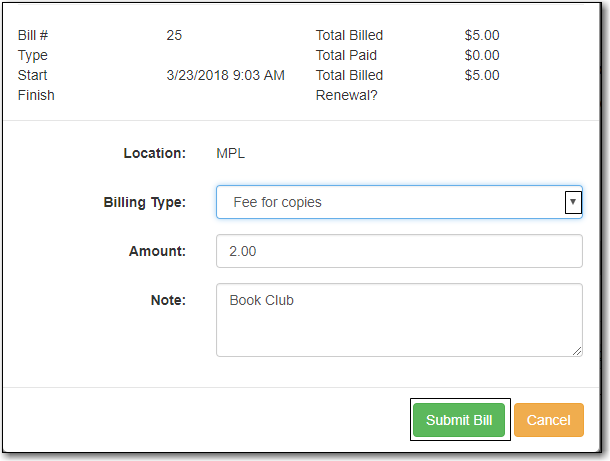 Bill # 25 Total Billed $5.00
Type Total Paid $0.00
Start 3/23/2018 9:03 AM Total Billed $5.00
Finish Renewal?
Location: MPL
Billing Type: Fee for copies
Amount: 2.00
Note: Book Club
Submit Bill Cancel